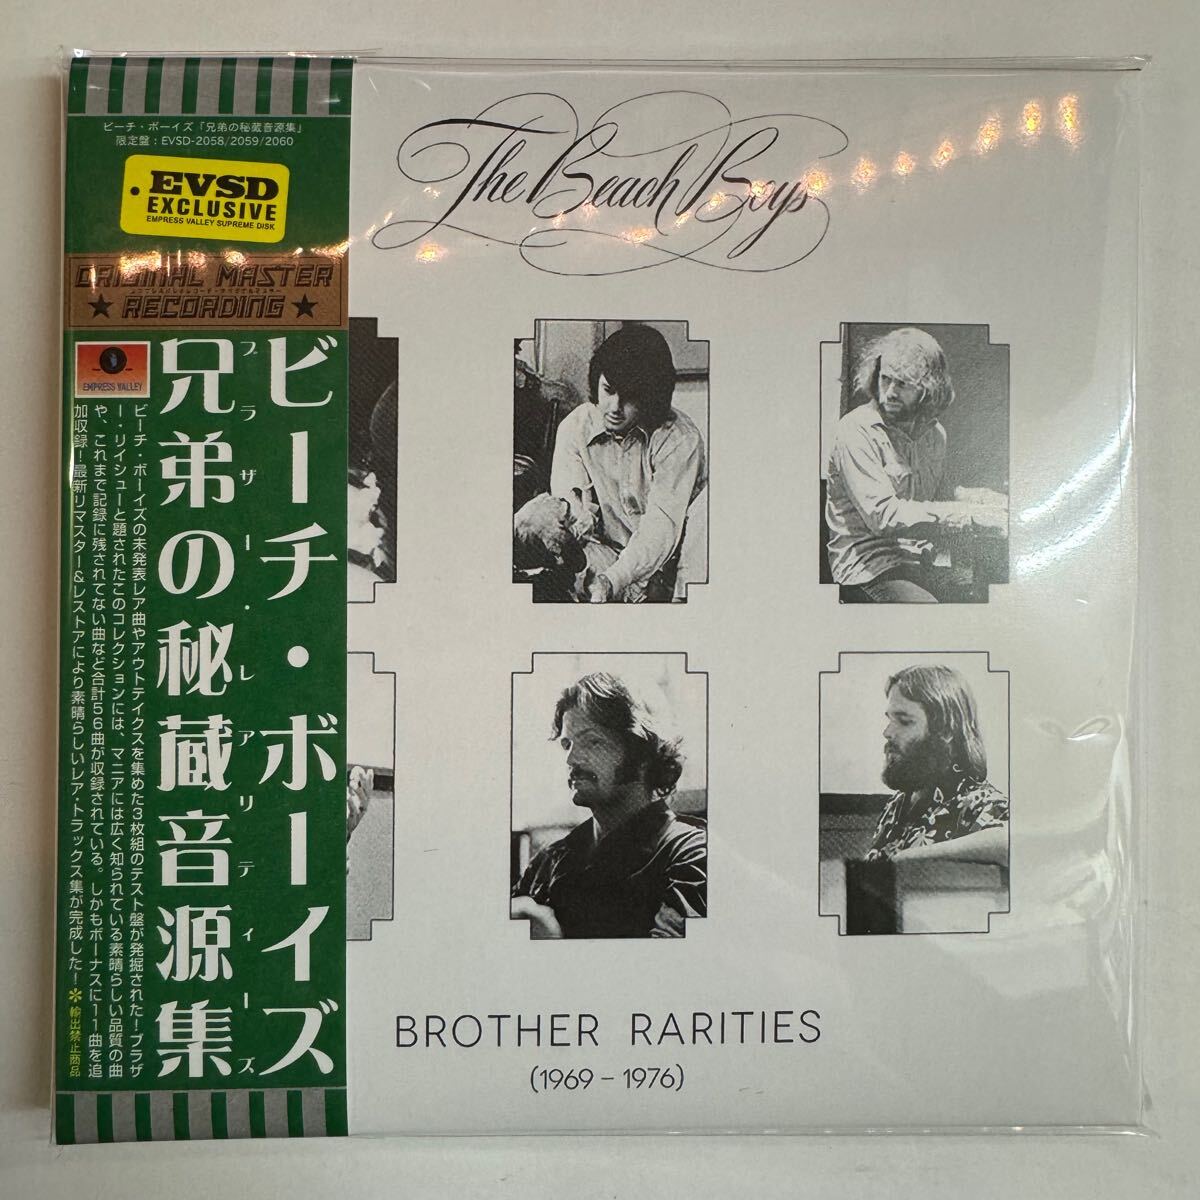 ビーチ・ボーイズ「兄弟の秘蔵音源集」
限定盤：EVSD-2058/2059/2060
EVSD
EXCLUSIVE
EMPRESS VALLEY SUPREME DISK
ORIGINAL MASTER
★ RECORDING ★
EMPRESS VALLEY
ビーチ・ボーイズ
兄弟の秘蔵音源集
ブラザー・レアリティーズ
ビーチ・ボーイズの未発表レア曲やアウトテイクスを集めた3枚組のテスト盤が発掘された！ブラザ
ー・リイシューと題されたこのコレクションには、マニアには広く知られている素晴らしい品質の曲
や、これまで記録に残されてない曲など合計56曲が収録されている。しかもボーナスに11曲を追
加収録！最新リマスター&レストアにより素晴らしいレア・トラックス集が完成した！✽輸出禁止商品
The Beach Boys
BROTHER RARITIES
(1969 – 1976)